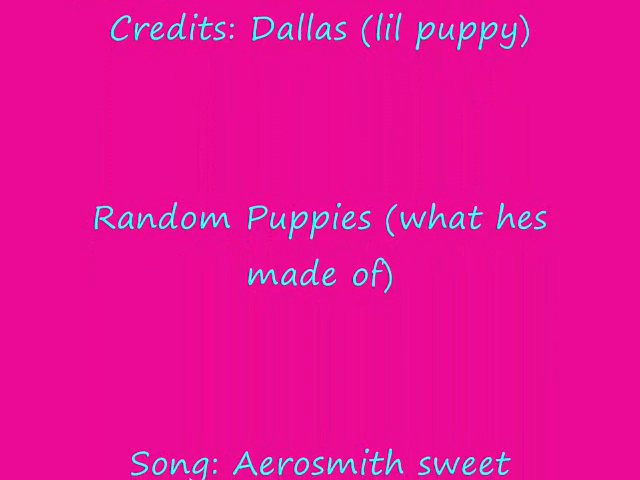 Credits: Dallas (lil puppy)
Random Puppies (what hes
made of)
Song: Aerosmith sweet